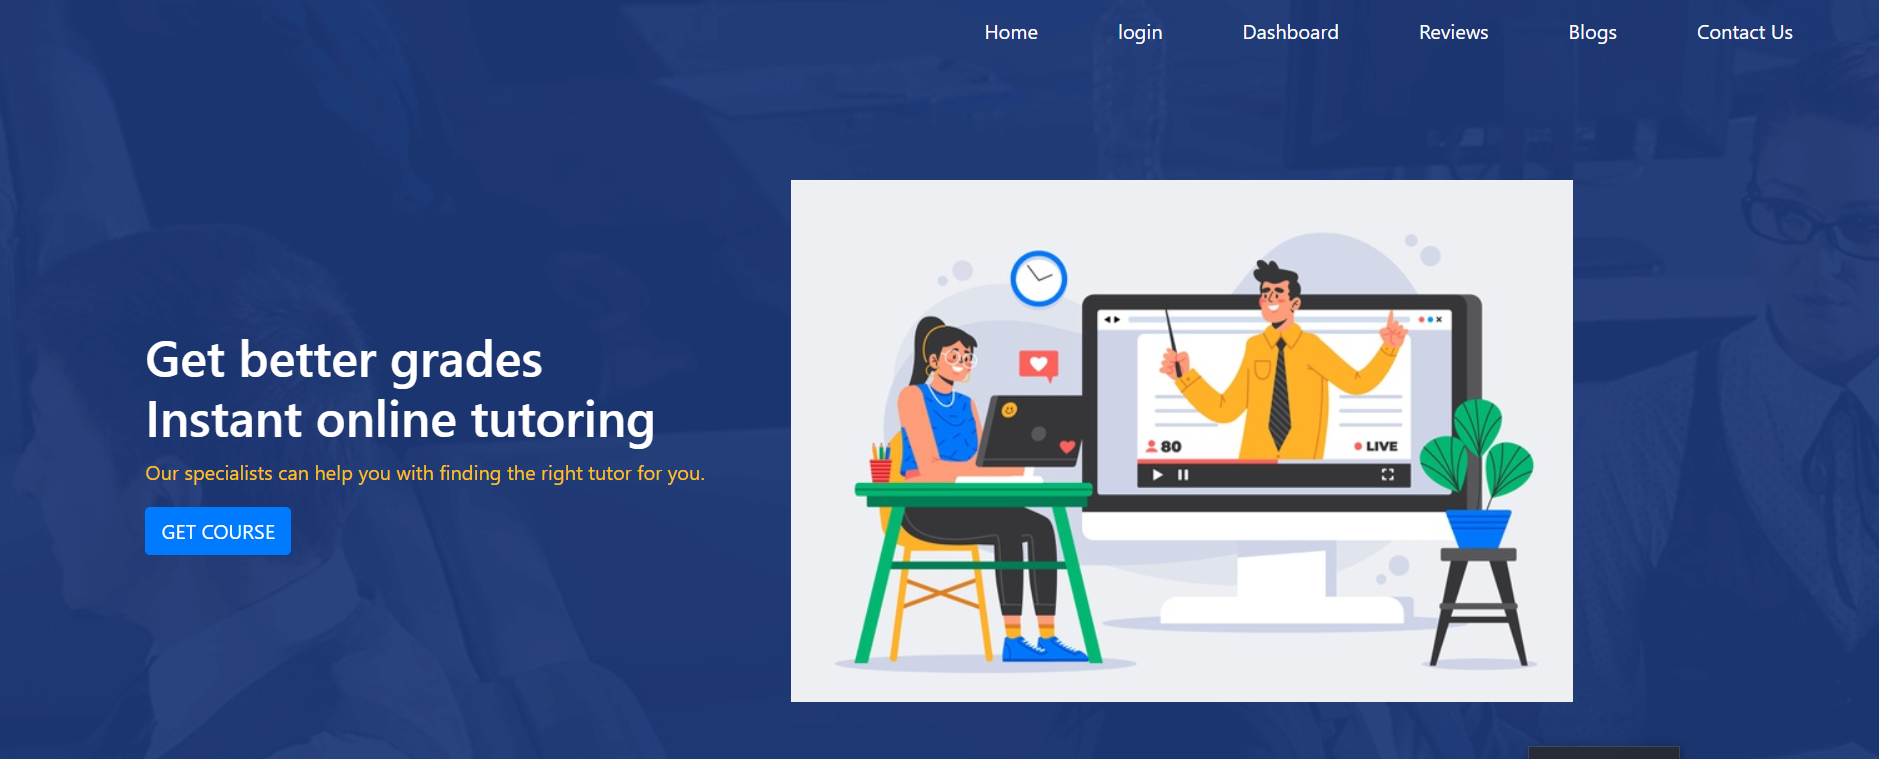 Home login Dashboard Reviews Blogs Contact Us
Get better grades
Instant online tutoring
Our specialists can help you with finding the right tutor for you.
GET COURSE
80 LIVE